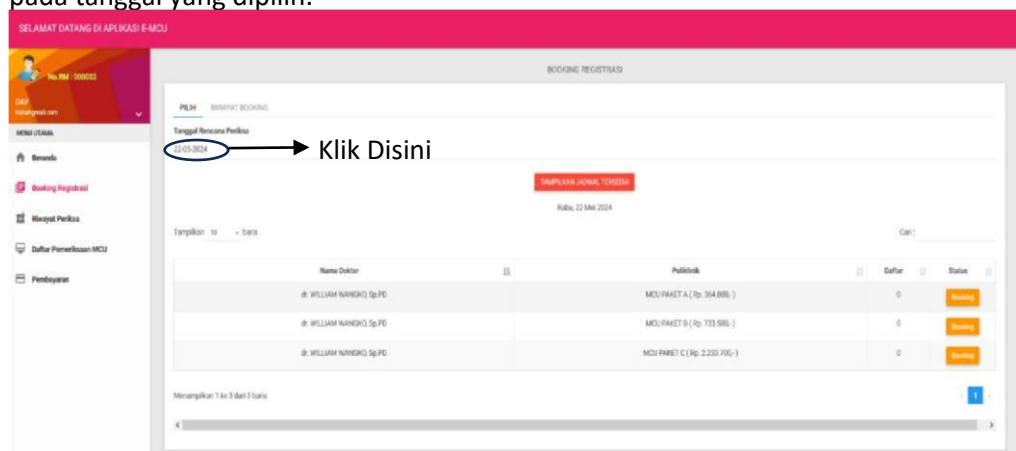 pada tanggal yang dipilih.
SELAMAT DATANG DI APLIKASI E-MCU
No.RM : 000032
BOOKING REGISTRASI
PILIH RIWAYAT BOOKING
MENU UTAMA
Tanggal Rencana Periksa
22-05-2024
Klik Disini
Beranda
Booking Registrasi
Riwayat Periksa
Daftar Pemeriksaan MCU
Pembayaran
TAMPILKAN JADWAL TERSEDIA
Rabu, 22 Mei 2024
Tampilkan 10 baris
Cari :
Nama Dokter Poliklinik Daftar Status
dr. WILLIAM WANGKO, Sp.PD MCU PAKET A ( Rp. 364.000,- ) 0 Booking
dr. WILLIAM WANGKO, Sp.PD MCU PAKET B ( Rp. 733.500,- ) 0 Booking
dr. WILLIAM WANGKO, Sp.PD MCU PAKET C ( Rp. 2.233.700,- ) 0 Booking
Menampilkan 1 ke 3 dari 3 baris
1